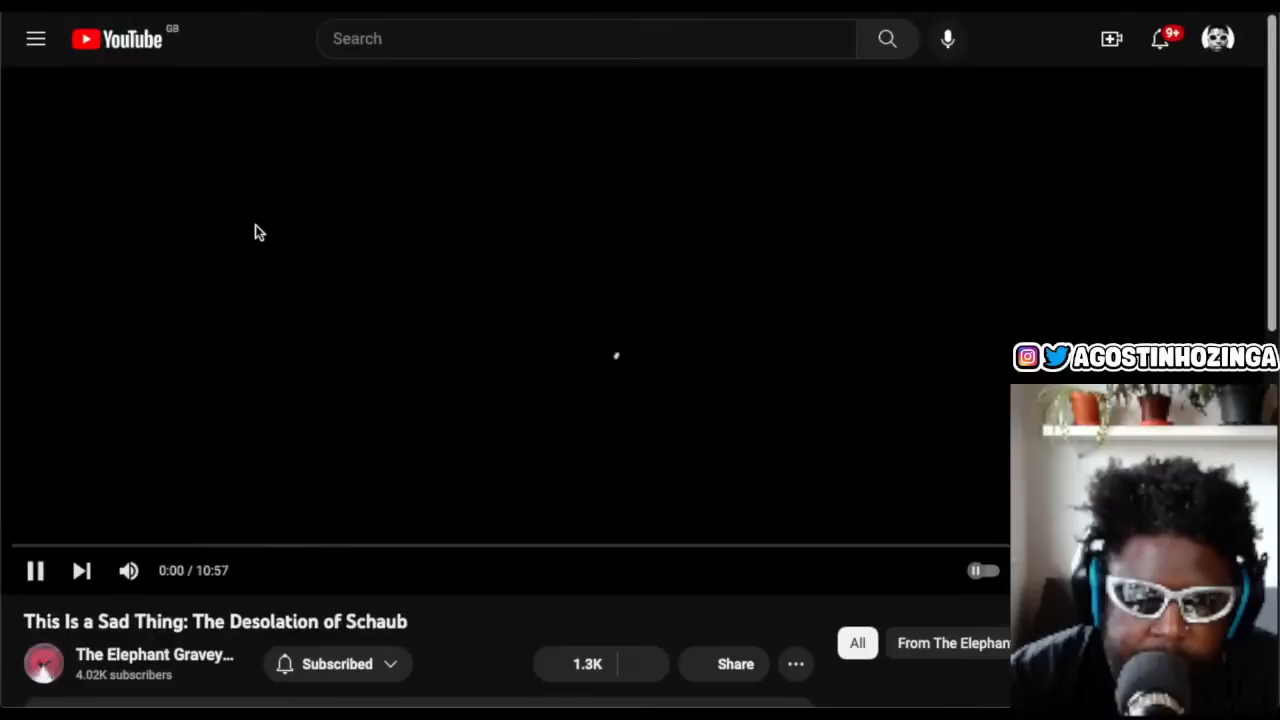 YouTube GB
Search
9+
AGOSTINHOZINGA
0:00 / 10:57
This Is a Sad Thing: The Desolation of Schaub
The Elephant Gravey...
4.02K subscribers
Subscribed
1.3K
Share
All
From The Elephan